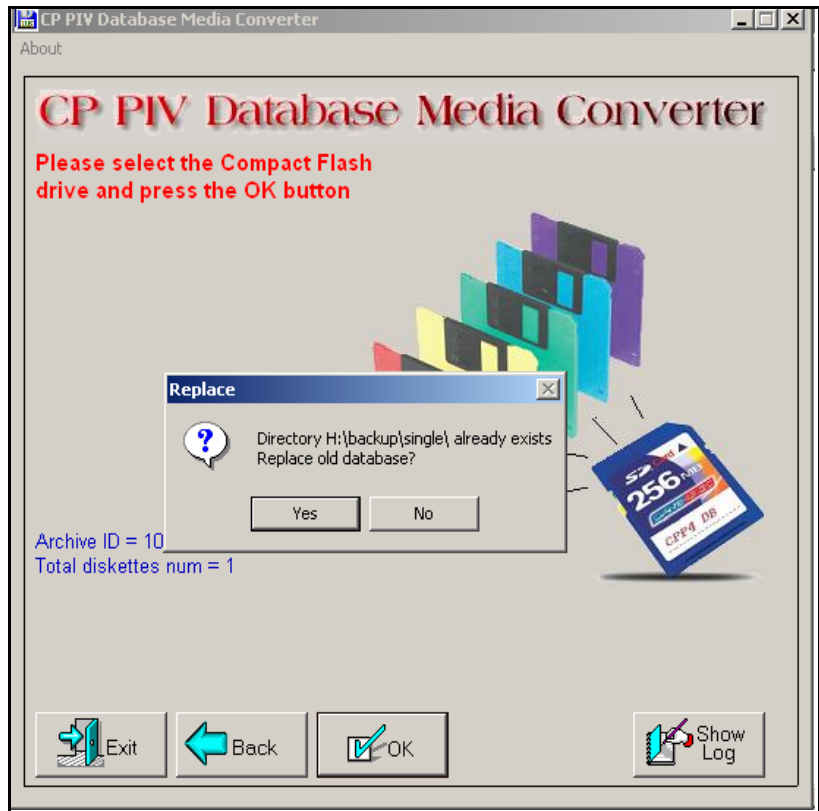 CP PIV Database Media Converter
About
CP PIV Database Media Converter
Please select the Compact Flash
drive and press the OK button
Replace
Directory H:\backup\single\ already exists
Replace old database?
Yes
No
SD Card
256 MB
CPP4 DB
Archive ID = 10
Total diskettes num = 1
Exit
Back
OK
Show
Log